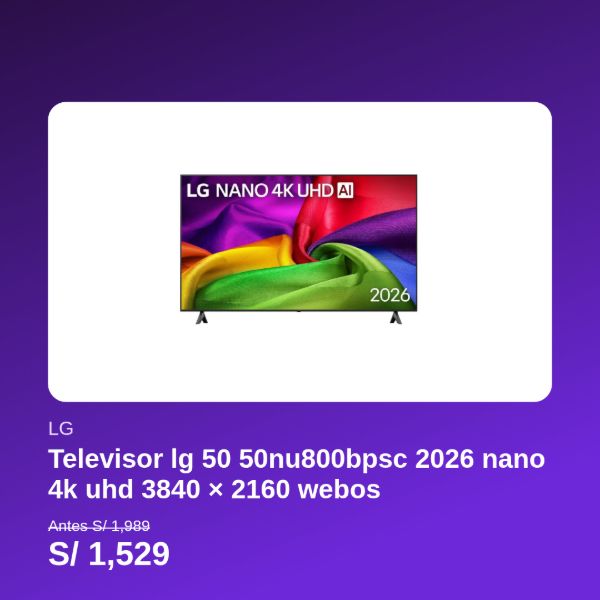 LG NANO 4K UHD AI
2026
LG
Televisor lg 50 50nu800bpsc 2026 nano
4k uhd 3840 × 2160 webos
Antes S/ 1,989
S/ 1,529